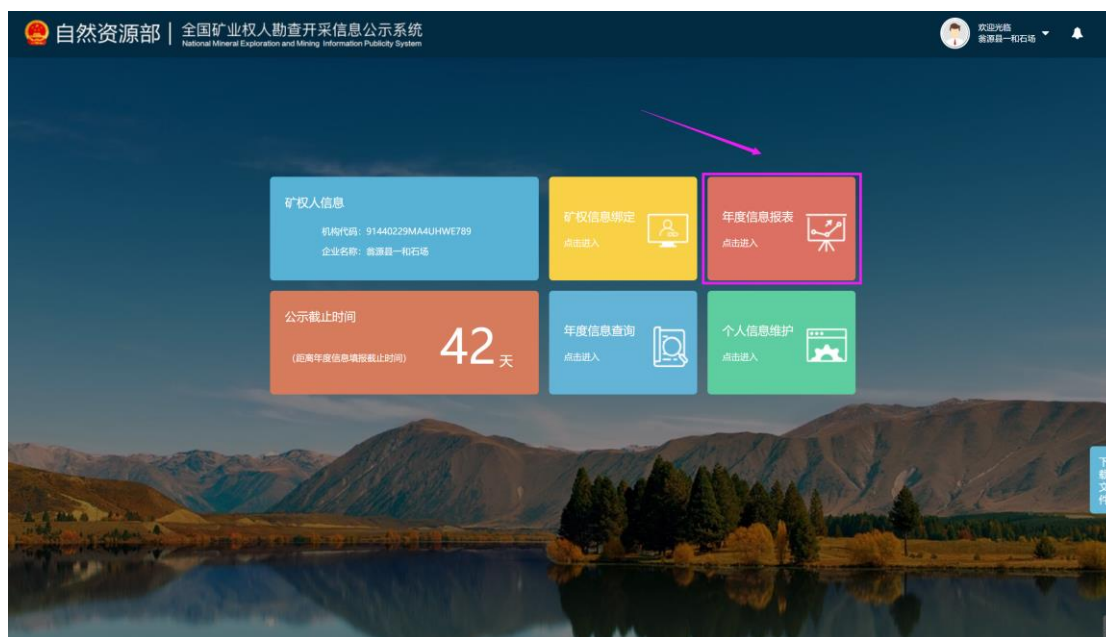 自然资源部
全国矿业权人勘查开采信息公示系统
National Mineral Exploration and Mining Information Publicity System
欢迎光临
翁源县一和石场
矿权人信息
机构代码：91440229MA4UHWE789
企业名称：翁源县一和石场
矿权信息绑定
点击进入
年度信息报表
点击进入
公示截止时间
(距离年度信息填报截止时间)
42天
年度信息查询
点击进入
个人信息维护
点击进入
下载文件